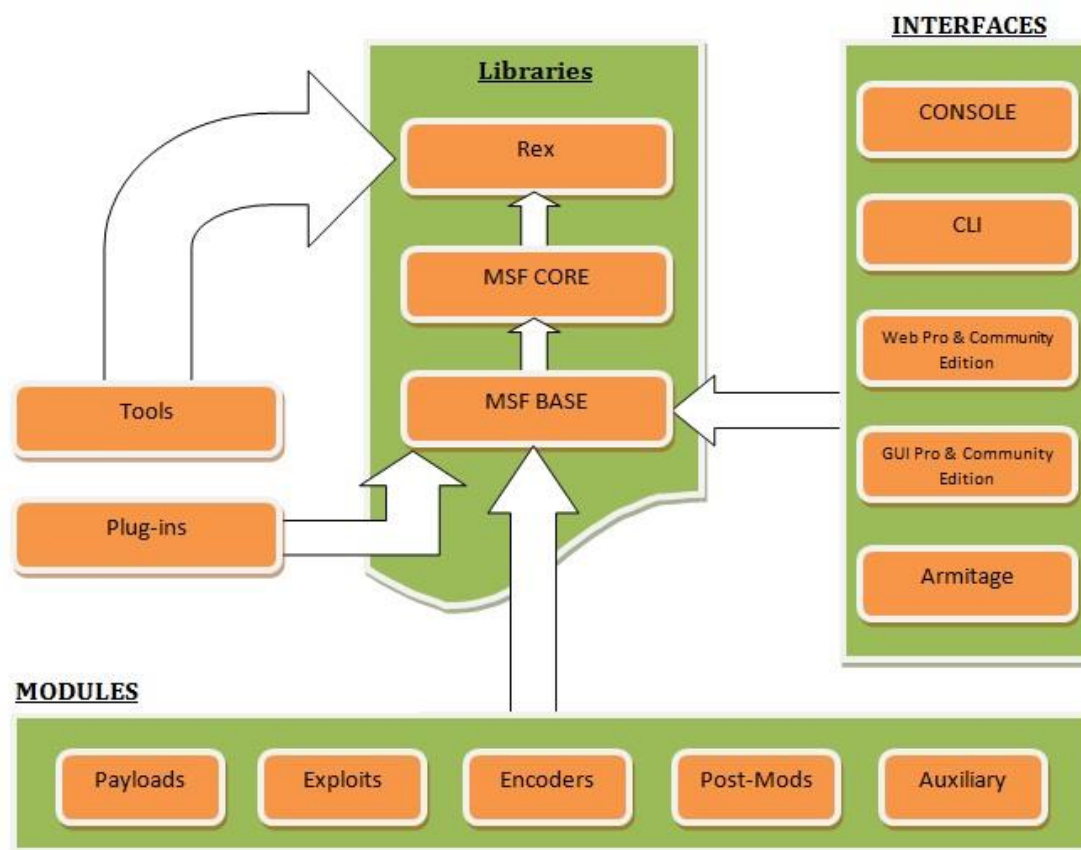 INTERFACES
Libraries
CONSOLE
Rex
CLI
MSF CORE
Web Pro & Community
Edition
MSF BASE
Tools
GUI Pro & Community
Edition
Plug-ins
Armitage
MODULES
Payloads
Exploits
Encoders
Post-Mods
Auxiliary